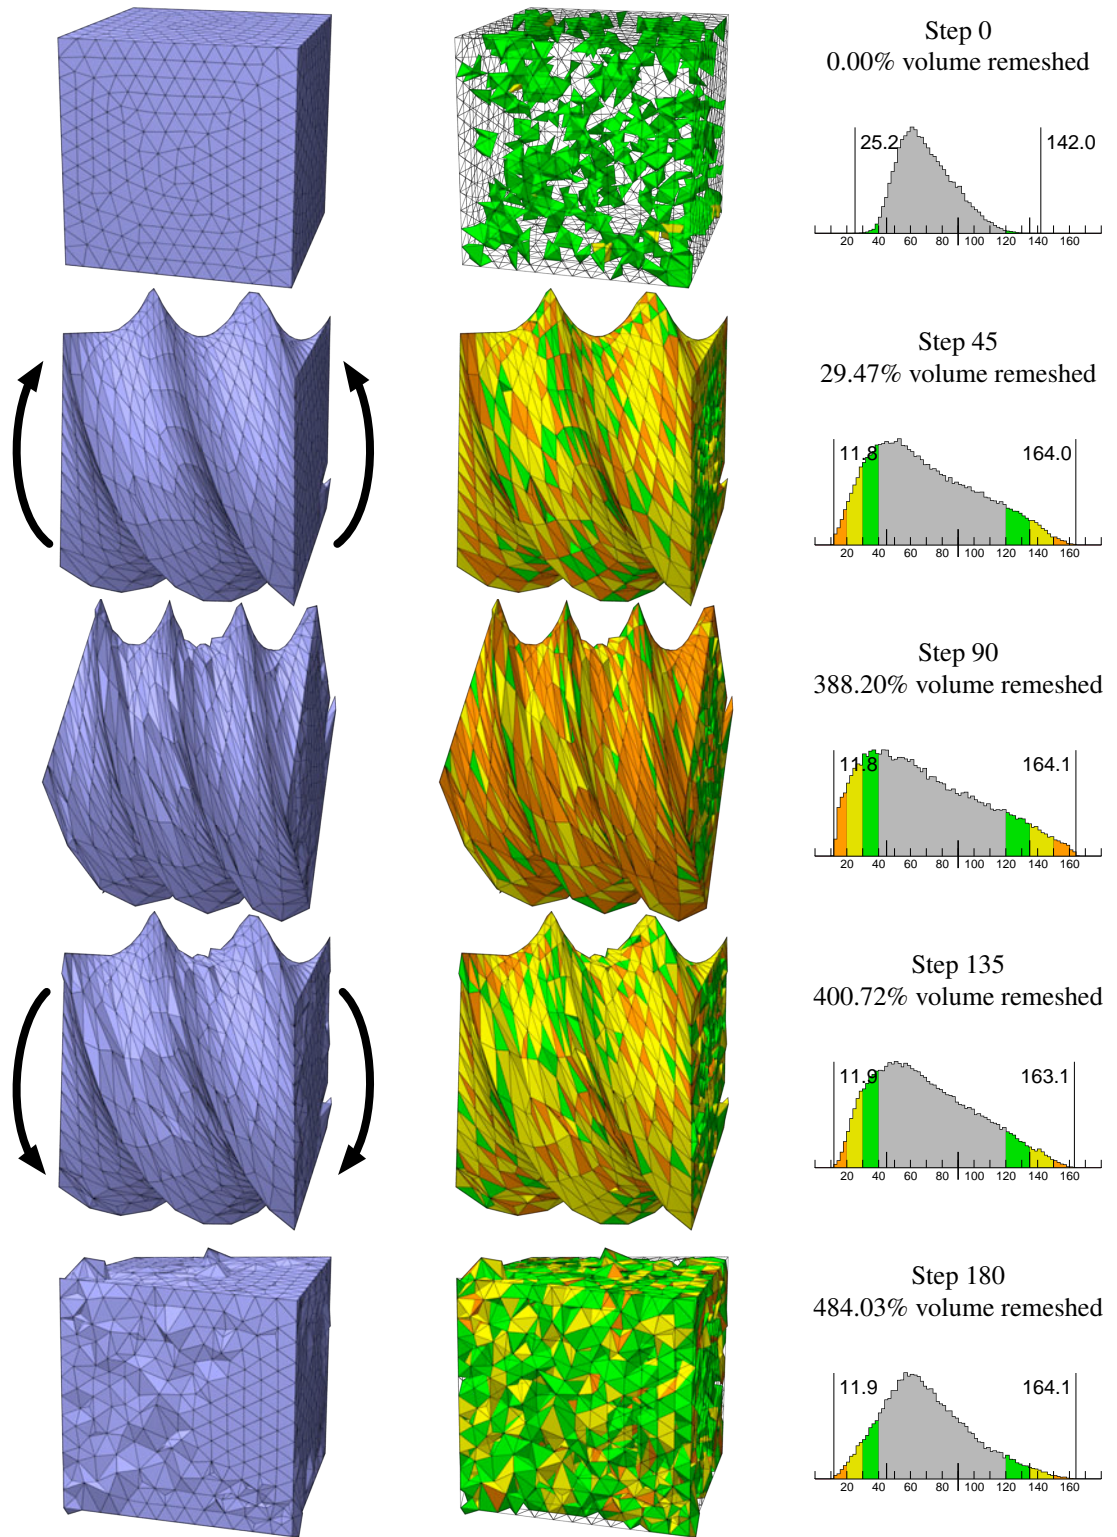 Step 0
0.00% volume remeshed
25.2 142.0
20 40 60 80 100 120 140 160
Step 45
29.47% volume remeshed
11.8 164.0
20 40 60 80 100 120 140 160
Step 90
388.20% volume remeshed
11.8 164.1
20 40 60 80 100 120 140 160
Step 135
400.72% volume remeshed
11.9 163.1
20 40 60 80 100 120 140 160
Step 180
484.03% volume remeshed
11.9 164.1
20 40 60 80 100 120 140 160